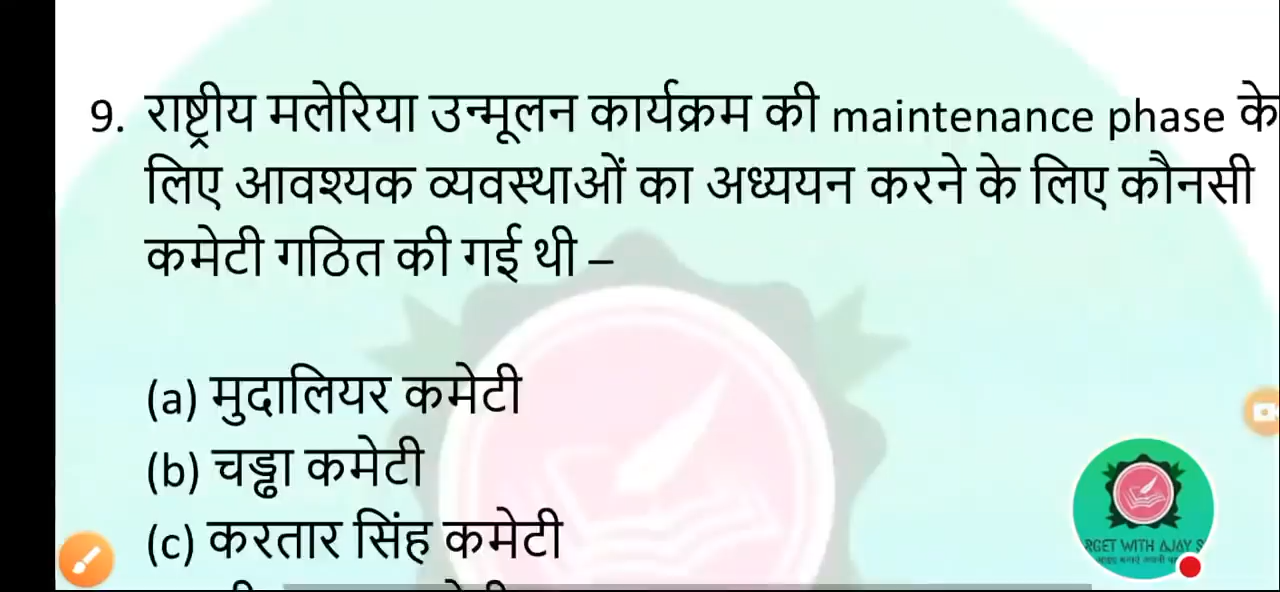 9. राष्ट्रीय मलेरिया उन्मूलन कार्यक्रम की maintenance phase के
लिए आवश्यक व्यवस्थाओं का अध्ययन करने के लिए कौनसी
कमेटी गठित की गई थी –
(a) मुदालियर कमेटी
(b) चड्ढा कमेटी
(c) करतार सिंह कमेटी
RGET WITH AJAY S